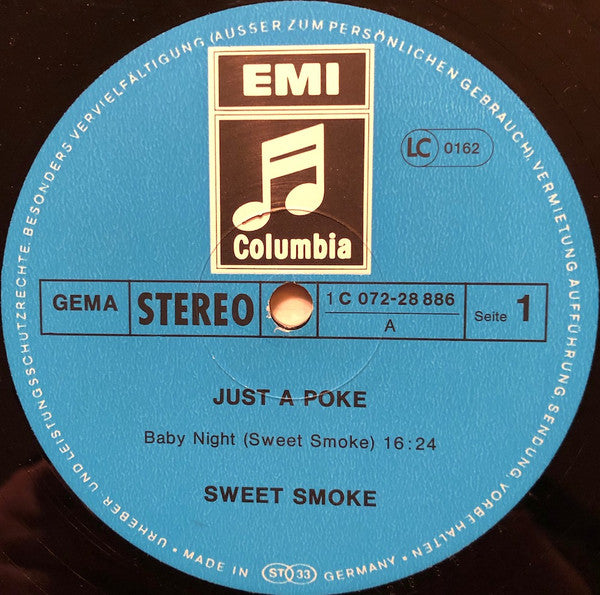 URHEBER- UND LEISTUNGSSCHUTZRECHTE, BESONDERS VERVIELFÄLTIGUNG (AUSSER ZUM PERSÖNLICHEN GEBRAUCH), VERMIETUNG AUFFÜHRUNG, SENDUNG, VORBEHALTEN •
EMI
Columbia
LC 0162
GEMA
STEREO
1 C 072-28 886
A
Seite 1
JUST A POKE
Baby Night (Sweet Smoke) 16:24
SWEET SMOKE
• MADE IN ST 33 GERMANY •